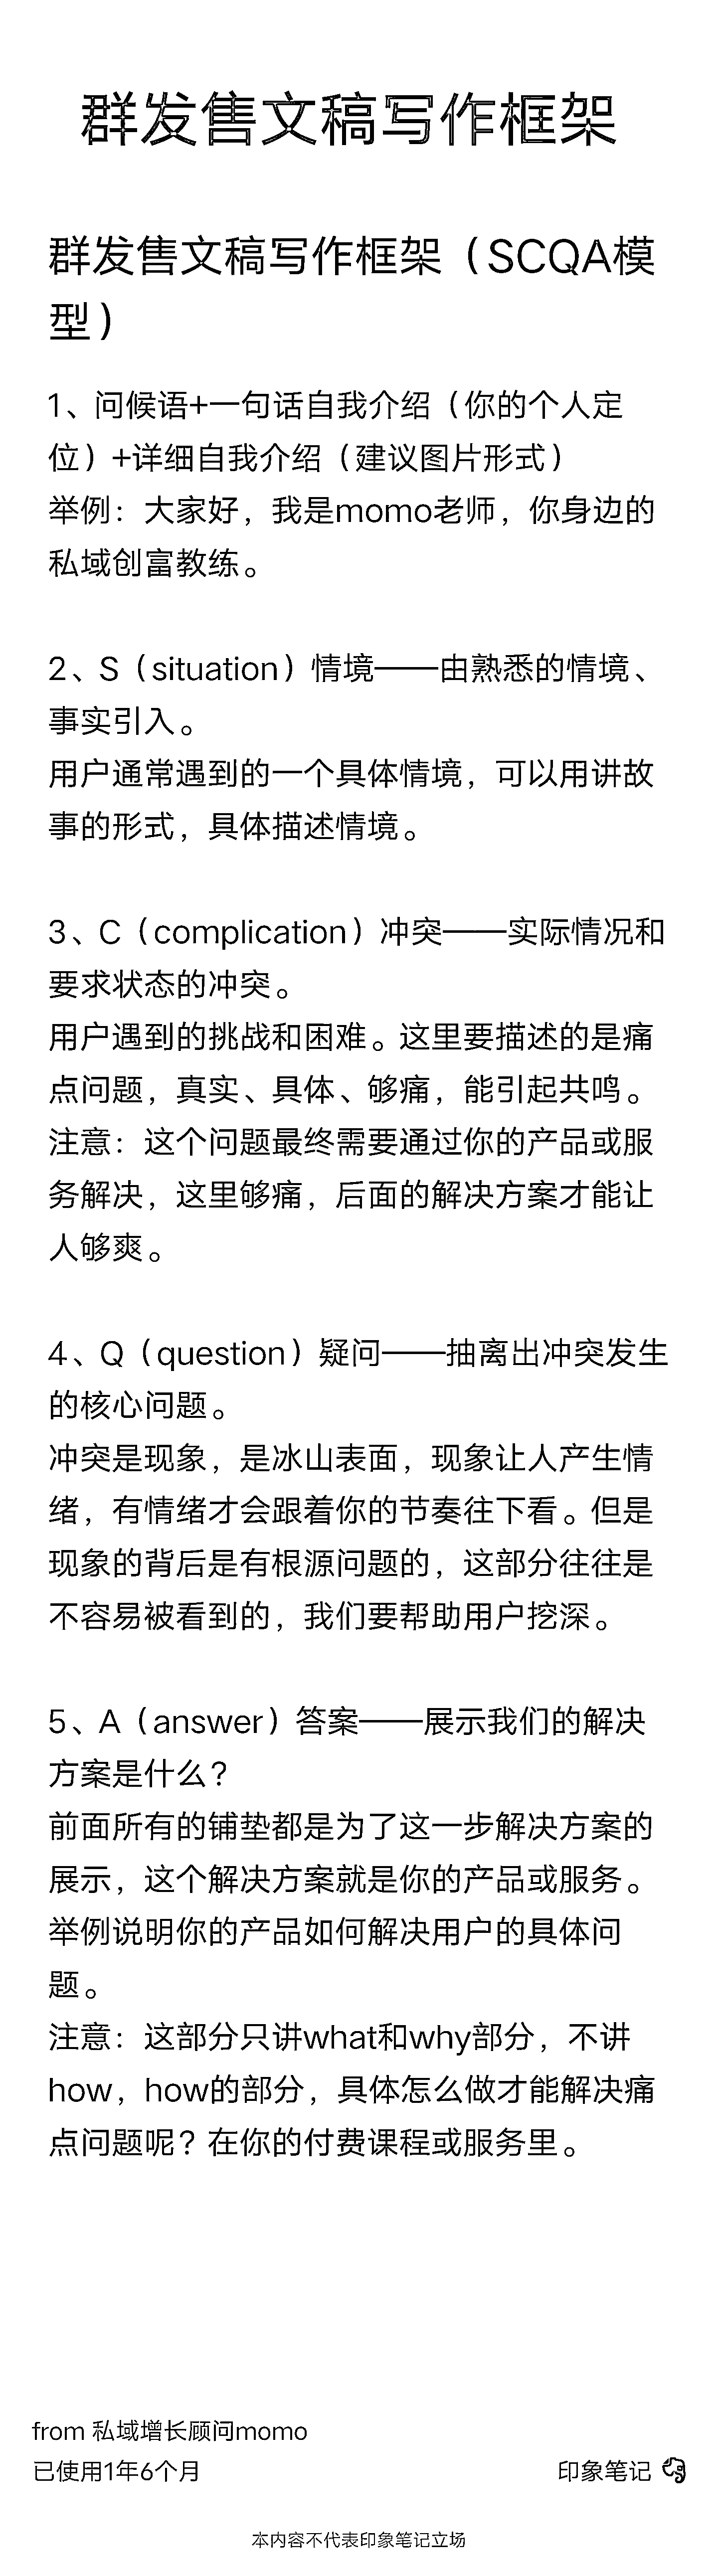 群发售文稿写作框架
群发售文稿写作框架（SCQA模
型）
1、问候语+一句话自我介绍（你的个人定
位）+详细自我介绍（建议图片形式）
举例：大家好，我是momo老师，你身边的
私域创富教练。
2、S（situation）情境——由熟悉的情境、
事实引入。
用户通常遇到的一个具体情境，可以用讲故
事的形式，具体描述情境。
3、C（complication）冲突——实际情况和
要求状态的冲突。
用户遇到的挑战和困难。这里要描述的是痛
点问题，真实、具体、够痛，能引起共鸣。
注意：这个问题最终需要通过你的产品或服
务解决，这里够痛，后面的解决方案才能让
人够爽。
4、Q（question）疑问——抽离出冲突发生
的核心问题。
冲突是现象，是冰山表面，现象让人产生情
绪，有情绪才会跟着你的节奏往下看。但是
现象的背后是有根源问题的，这部分往往是
不容易被看到的，我们要帮助用户挖深。
5、A（answer）答案——展示我们的解决
方案是什么？
前面所有的铺垫都是为了这一步解决方案的
展示，这个解决方案就是你的产品或服务。
举例说明你的产品如何解决用户的具体问
题。
注意：这部分只讲what和why部分，不讲
how，how的部分，具体怎么做才能解决痛
点问题呢？在你的付费课程或服务里。
from 私域增长顾问momo
已使用1年6个月
印象笔记
本内容不代表印象笔记立场